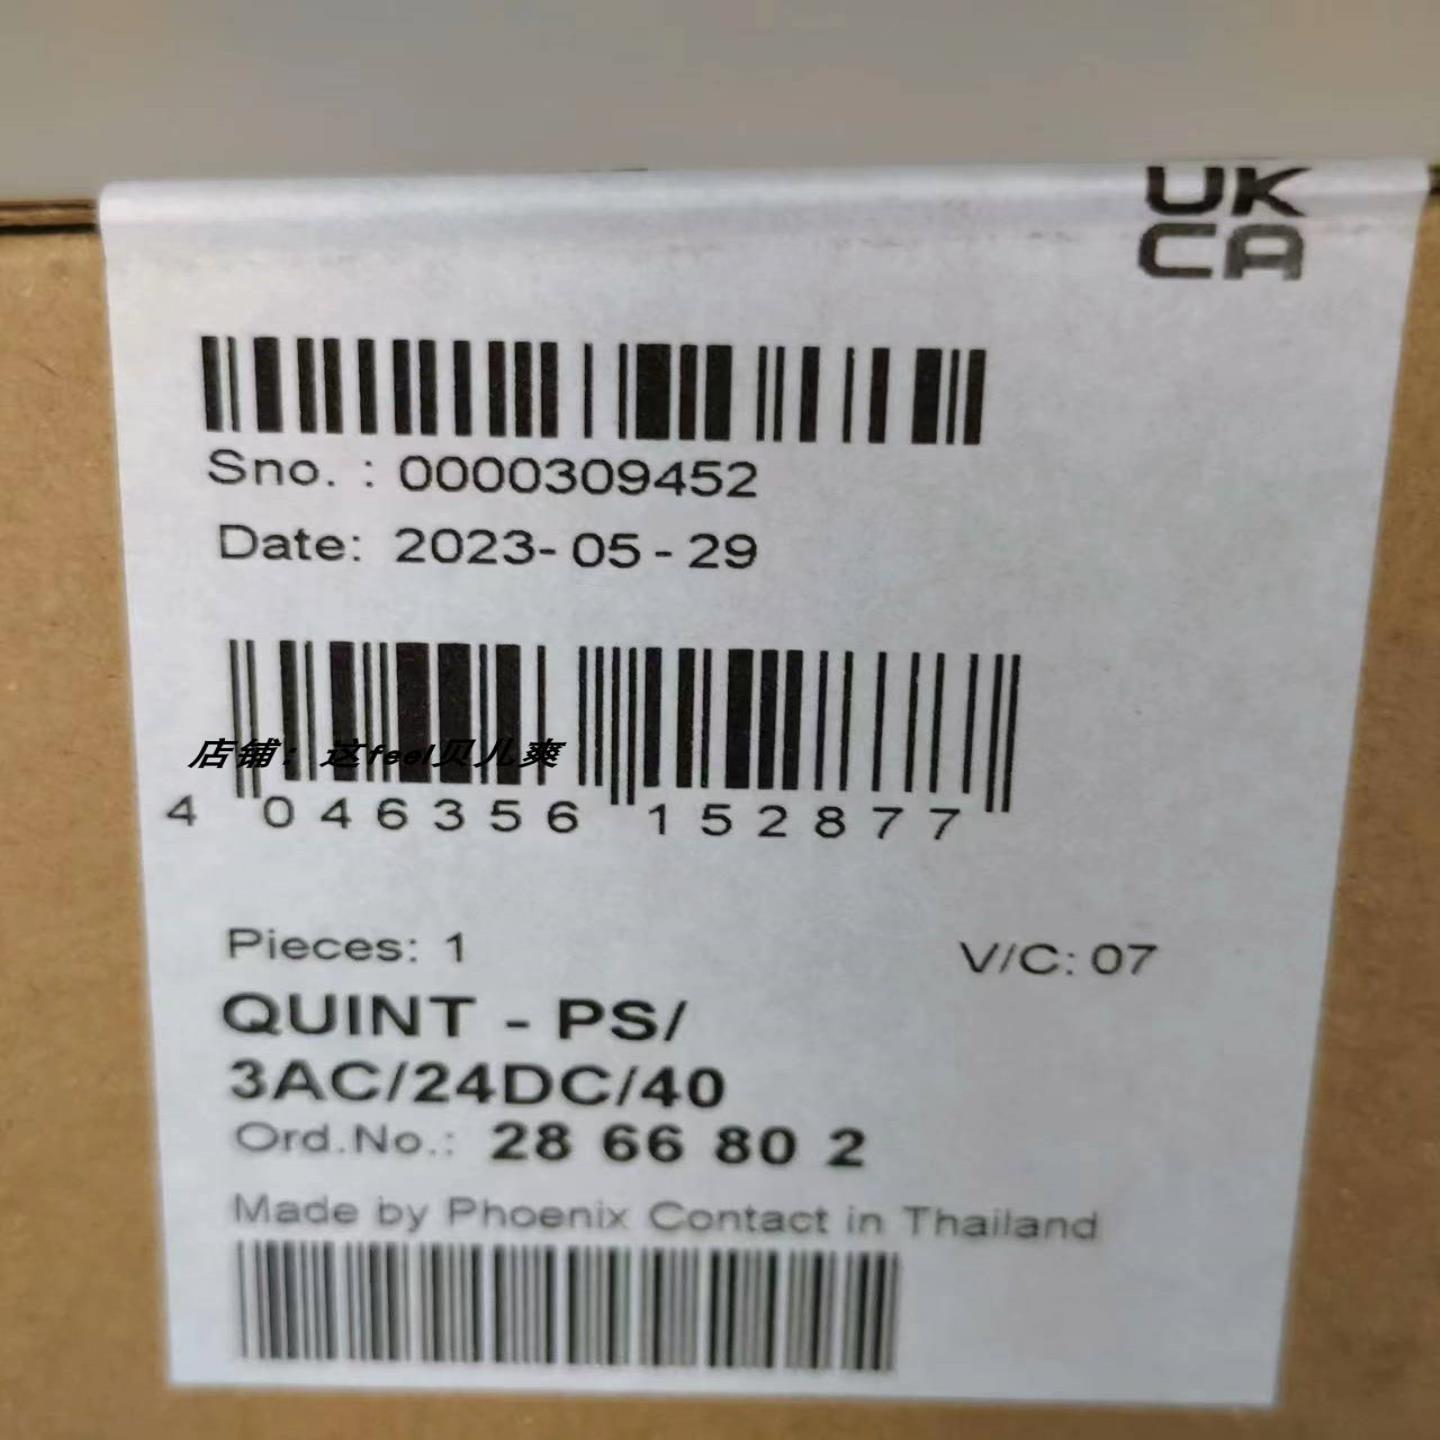 UK
CA
Sno. : 0000309452
Date: 2023-05-29
店铺：这feel贝儿爽
4 046356 152877
Pieces: 1 V/C: 07
QUINT - PS/
3AC/24DC/40
Ord.No.: 28 66 80 2
Made by Phoenix Contact in Thailand